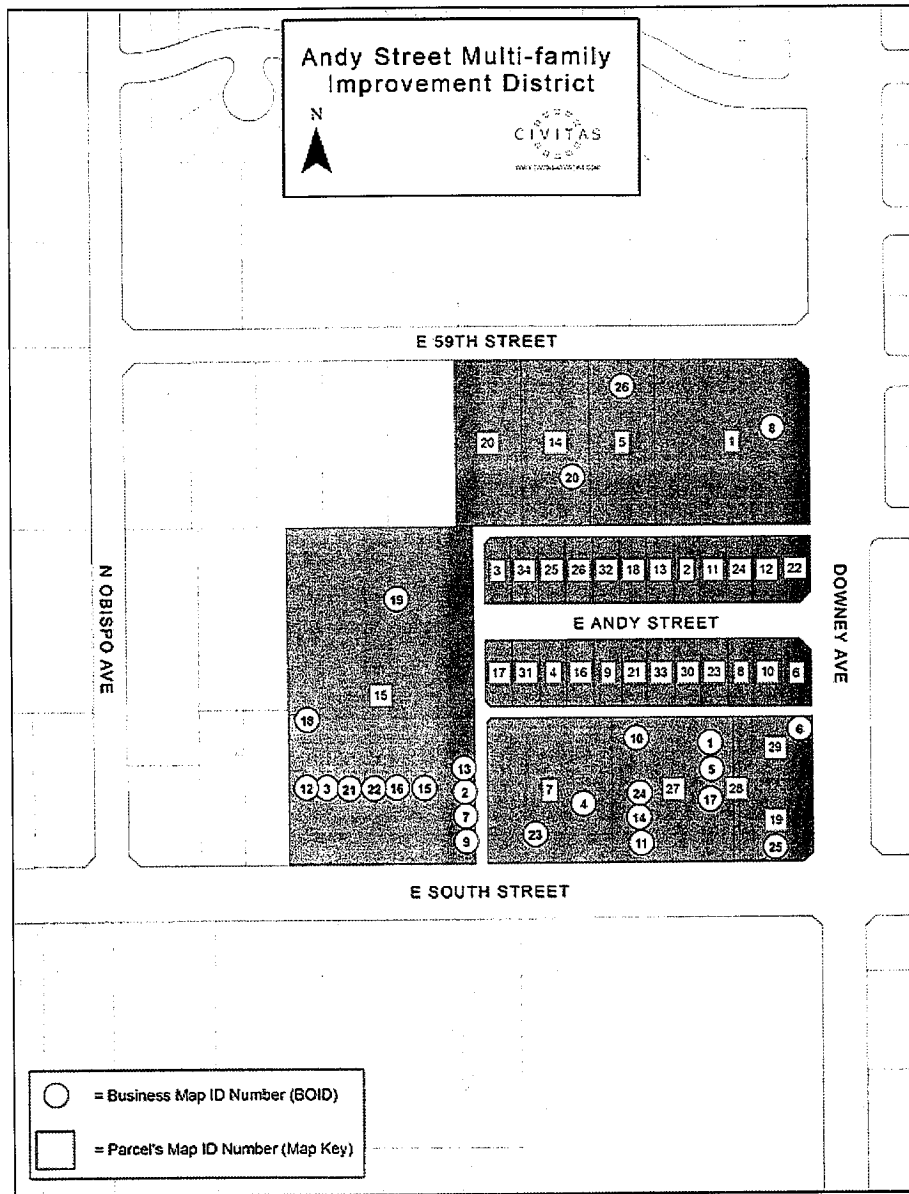 Andy Street Multi-family
Improvement District
N
CIVITAS
E 59TH STREET
26
8
20 14 5 1
20
N OBISPO AVE
DOWNEY AVE
3 34 25 26 32 18 13 2 11 24 12 22
19
E ANDY STREET
17 31 4 16 9 21 33 30 23 8 10 6
15
18
10 1 6
29
13
5
12 3 21 22 16 15 2
7 4 24 27 17 28
7
14
19
23
9
11
25
E SOUTH STREET
= Business Map ID Number (BOID)
= Parcel's Map ID Number (Map Key)